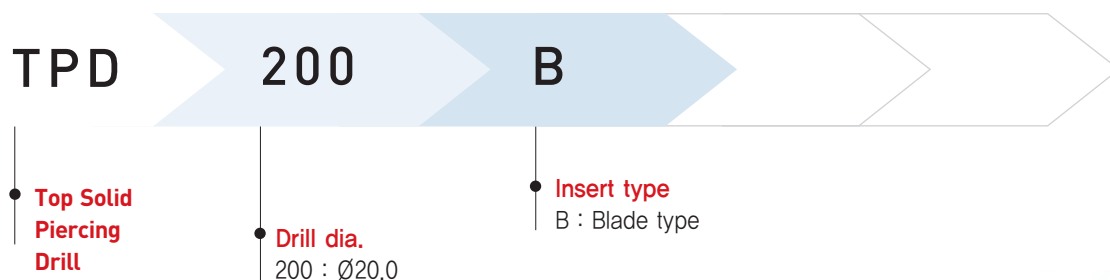 TPD 200 B
Top Solid
Piercing
Drill
Drill dia.
200 : Ø20.0
Insert type
B : Blade type